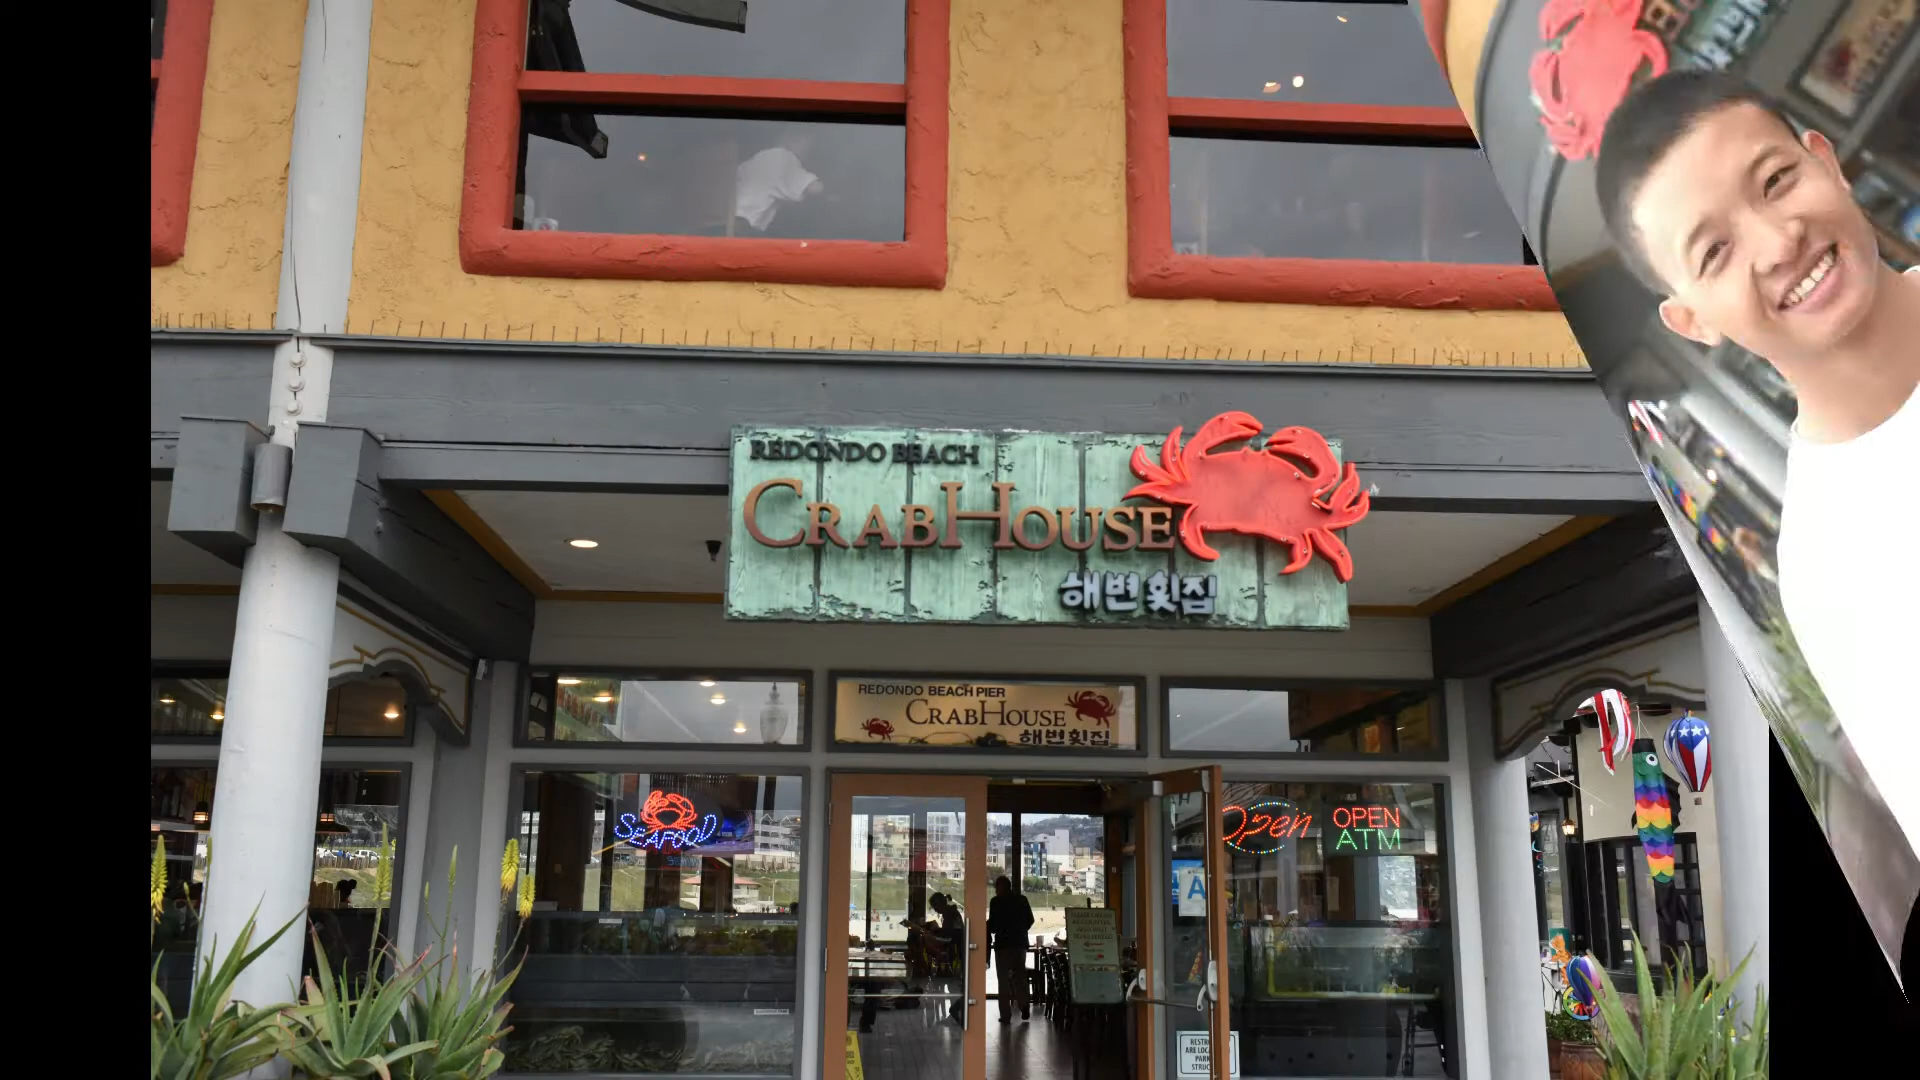 REDONDO BEACH
CRABHOUSE
해변횟집
REDONDO BEACH PIER
CRABHOUSE
해변횟집
SEAFOOD
Open
OPEN
ATM
A